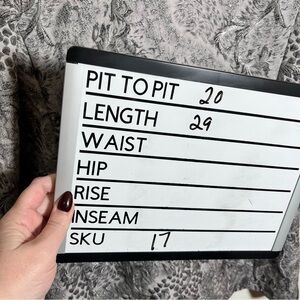 PIT TO PIT 20
LENGTH 29
WAIST
HIP
RISE
INSEAM
SKU 17